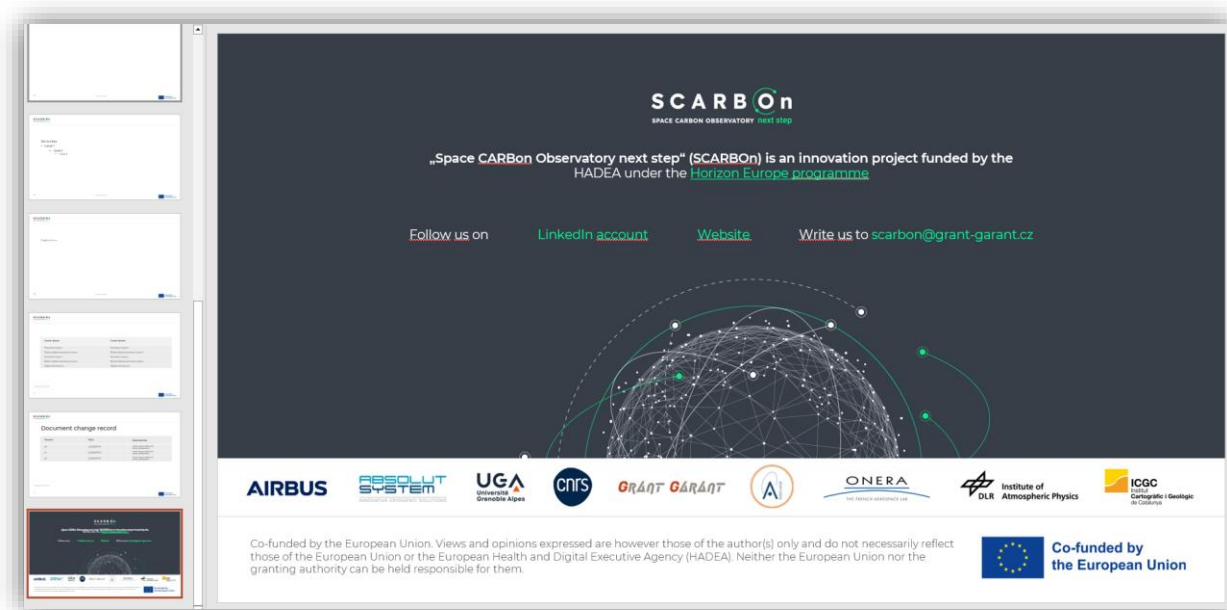 SCARBOn
SPACE CARBON OBSERVATORY next step
„Space CARBon Observatory next step“ (SCARBOn) is an innovation project funded by the
HADEA under the Horizon Europe programme
Follow us on LinkedIn account Website Write us to scarbon@grant-garant.cz
AIRBUS
ABSOLUT
SYSTEM
UGA
Université
Grenoble Alpes
cnrs
GRANT GARANT
A
ONERA
THE FRENCH AEROSPACE LAB
DLR
Institute of
Atmospheric Physics
ICGC
Institut
Cartogràfic i Geològic
de Catalunya
Co-funded by the European Union. Views and opinions expressed are however those of the author(s) only and do not necessarily reflect
those of the European Union or the European Health and Digital Executive Agency (HADEA). Neither the European Union nor the
granting authority can be held responsible for them.
Co-funded by
the European Union
Document change record